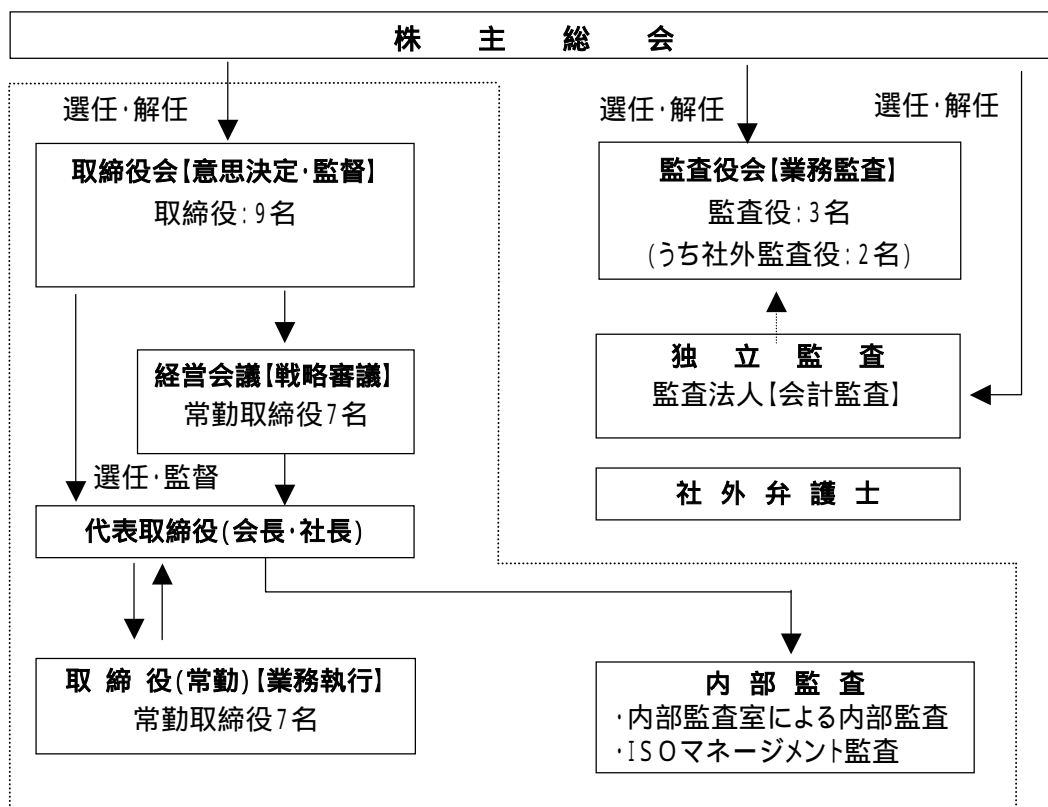 株 主 総 会
選任・解任
選任・解任
選任・解任
取締役会【意思決定・監督】
取締役：9名
監査役会【業務監査】
監査役：3名
(うち社外監査役：2名)
経営会議【戦略審議】
常勤取締役7名
独 立 監 査
監査法人【会計監査】
選任・監督
社 外 弁 護 士
代表取締役(会長・社長)
取 締 役(常勤)【業務執行】
常勤取締役7名
内 部 監 査
・内部監査室による内部監査
・ISOマネージメント監査